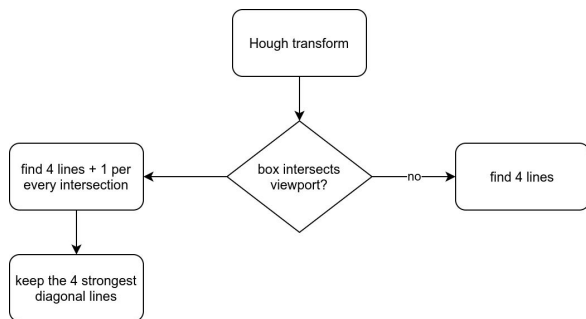 Hough transform
box intersects
viewport?
find 4 lines + 1 per
every intersection
no
find 4 lines
keep the 4 strongest
diagonal lines